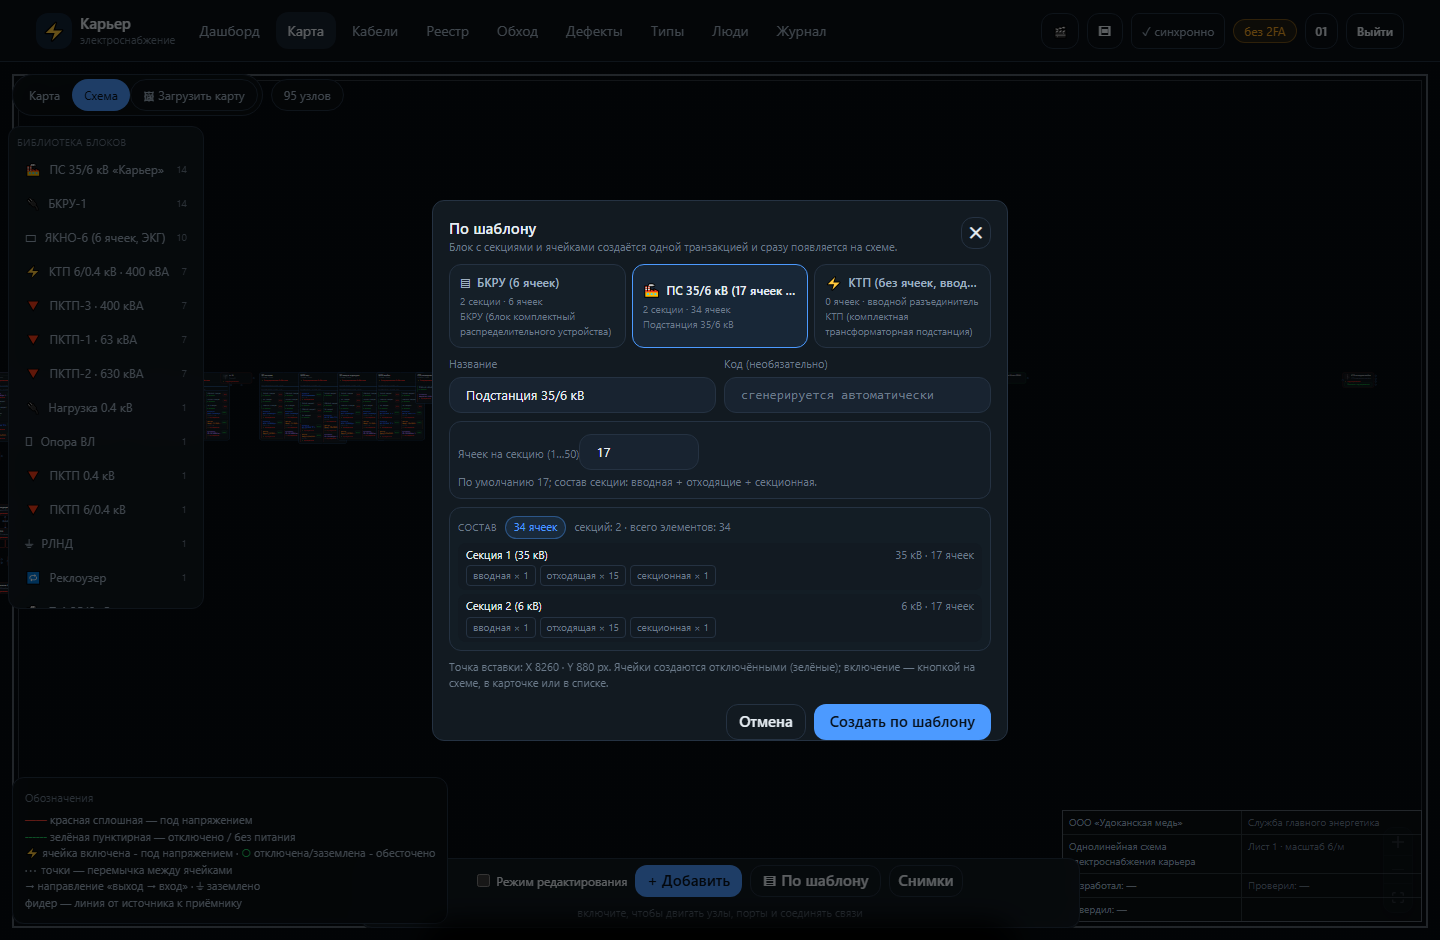 Карьер
электроснабжение
Дашборд
Карта
Кабели
Реестр
Обход
Дефекты
Типы
Люди
Журнал
✓ синхронно
без 2FA
01
Выйти
Карта
Схема
Загрузить карту
95 узлов
БИБЛИОТЕКА БЛОКОВ
ПС 35/6 кВ «Карьер» 14
БКРУ-1 14
ЯКНО-6 (6 ячеек, ЭКГ) 10
КТП 6/0.4 кВ · 400 кВА 7
ПКТП-3 · 400 кВА 7
ПКТП-1 · 63 кВА 7
ПКТП-2 · 630 кВА 7
Нагрузка 0.4 кВ 1
Опора ВЛ 1
ПКТП 0.4 кВ 1
ПКТП 6/0.4 кВ 1
РЛНД 1
Реклоузер 1
По шаблону
Блок с секциями и ячейками создаётся одной транзакцией и сразу появляется на схеме.
БКРУ (6 ячеек)
2 секции · 6 ячеек
БКРУ (блок комплектный
распределительного устройства)
ПС 35/6 кВ (17 ячеек ...
2 секции · 34 ячеек
Подстанция 35/6 кВ
КТП (без ячеек, ввод...
0 ячеек · вводной разъединитель
КТП (комплектная
трансформаторная подстанция)
Название
Код (необязательно)
Подстанция 35/6 кВ
сгенерируется автоматически
Ячеек на секцию (1…50)
17
По умолчанию 17; состав секции: вводная + отходящие + секционная.
СОСТАВ
34 ячеек
секций: 2 · всего элементов: 34
Секция 1 (35 кВ)
35 кВ · 17 ячеек
вводная × 1
отходящая × 15
секционная × 1
Секция 2 (6 кВ)
6 кВ · 17 ячеек
вводная × 1
отходящая × 15
секционная × 1
Точка вставки: X 8260 · Y 880 px. Ячейки создаются отключёнными (зелёные); включение — кнопкой на
схеме, в карточке или в списке.
Отмена
Создать по шаблону
Обозначения
красная сплошная — под напряжением
зелёная пунктирная — отключено / без питания
ячейка включена - под напряжением · отключена/заземлена - обесточено
точки — перемычка между ячейками
→ направление «выход → вход» · ⏚ заземлено
фидер — линия от источника к приёмнику
Режим редактирования
+ Добавить
По шаблону
Снимки
включите, чтобы двигать узлы, порты и соединять связи
ООО «Удоканская медь»
Служба главного энергетика
Однолинейная схема
электроснабжения карьера
Лист 1 · масштаб б/м
зработал: —
Проверил: —
вердил: —